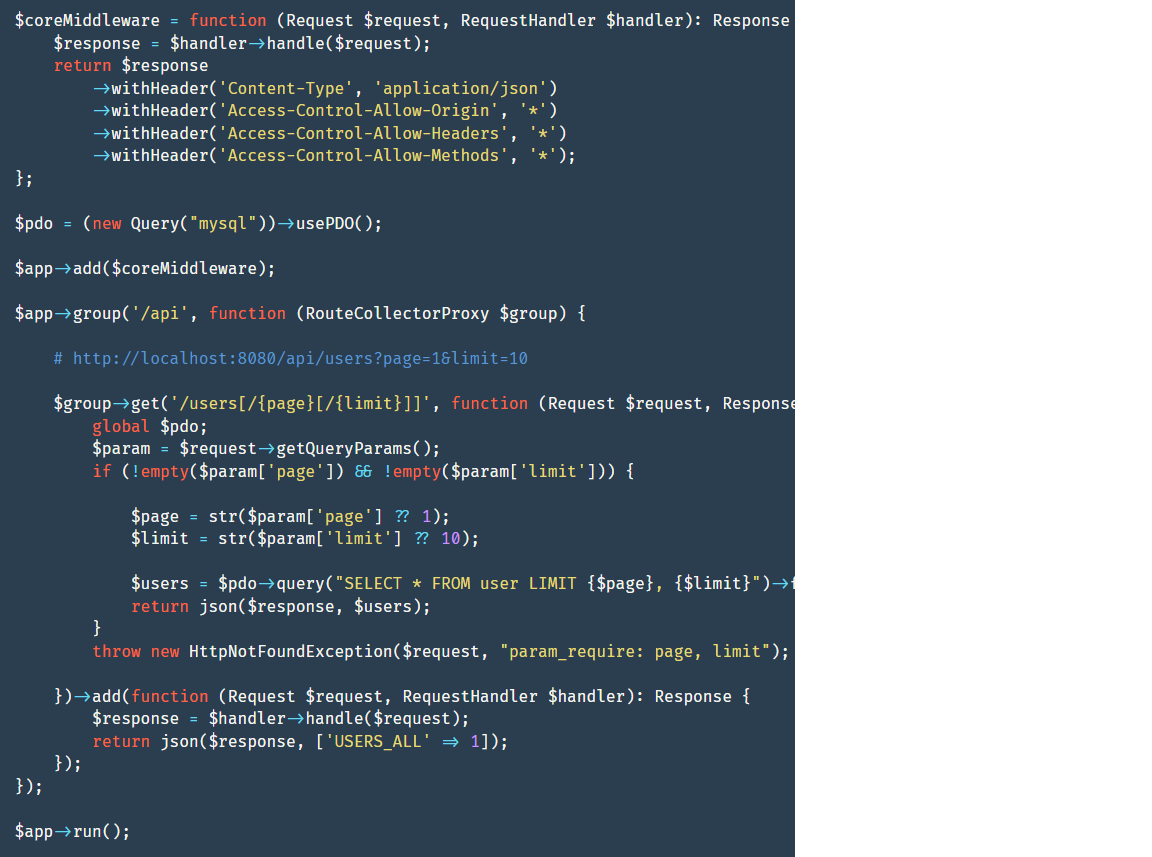 $coreMiddleware = function (Request $request, RequestHandler $handler): Response
    $response = $handler->handle($request);
    return $response
        ->withHeader('Content-Type', 'application/json')
        ->withHeader('Access-Control-Allow-Origin', '*')
        ->withHeader('Access-Control-Allow-Headers', '*')
        ->withHeader('Access-Control-Allow-Methods', '*');
};
$pdo = (new Query("mysql"))->usePDO();
$app->add($coreMiddleware);
$app->group('/api', function (RouteCollectorProxy $group) {
    # http://localhost:8080/api/users?page=1&limit=10
    $group->get('/users[/{page}[/{limit}]]', function (Request $request, Response
        global $pdo;
        $param = $request->getQueryParams();
        if (!empty($param['page']) && !empty($param['limit'])) {
            $page = str($param['page'] ?? 1);
            $limit = str($param['limit'] ?? 10);
            $users = $pdo->query("SELECT * FROM user LIMIT {$page}, {$limit}")->
            return json($response, $users);
        }
        throw new HttpNotFoundException($request, "param_require: page, limit");
    })->add(function (Request $request, RequestHandler $handler): Response {
        $response = $handler->handle($request);
        return json($response, ['USERS_ALL' => 1]);
    });
});
$app->run();